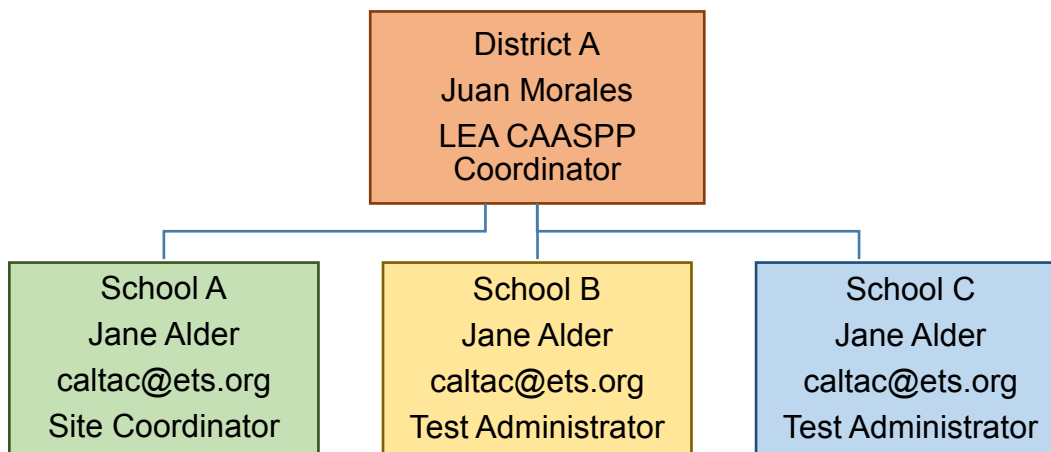 District A
Juan Morales
LEA CAASPP
Coordinator
School A
Jane Alder
caltac@ets.org
Site Coordinator
School B
Jane Alder
caltac@ets.org
Test Administrator
School C
Jane Alder
caltac@ets.org
Test Administrator